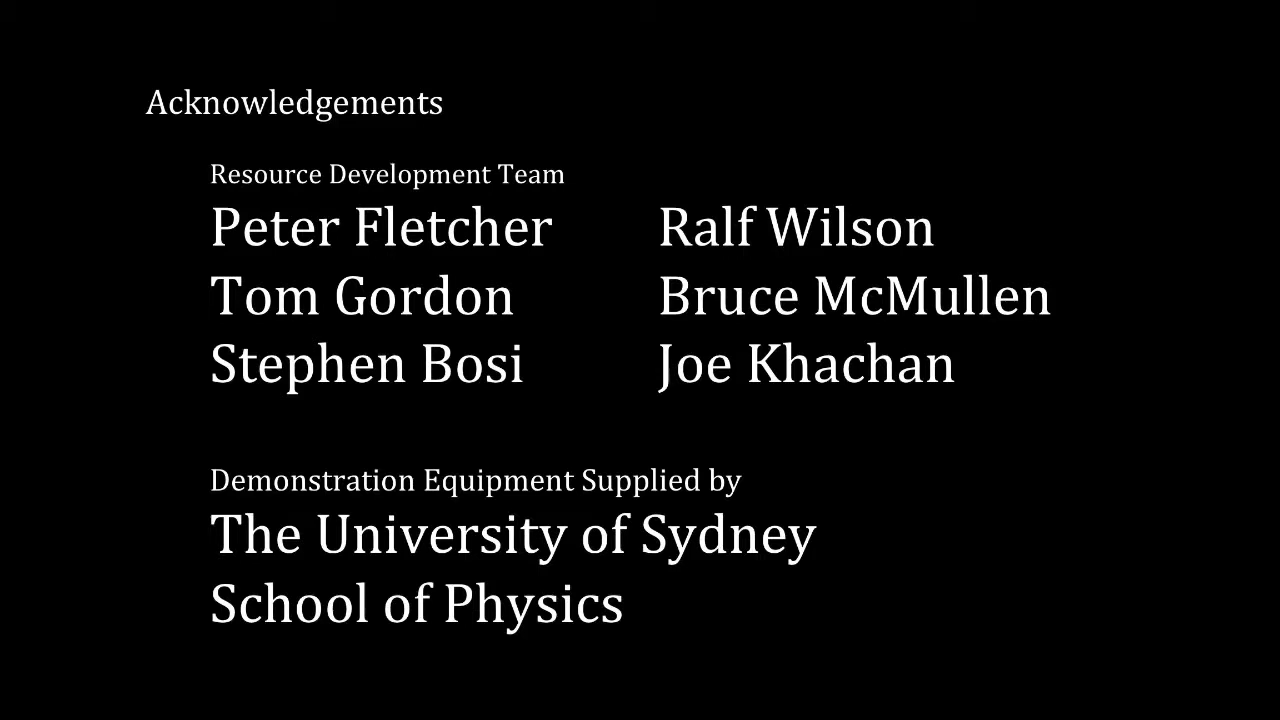 Acknowledgements
Resource Development Team
Peter Fletcher
Ralf Wilson
Tom Gordon
Bruce McMullen
Stephen Bosi
Joe Khachan
Demonstration Equipment Supplied by
The University of Sydney
School of Physics